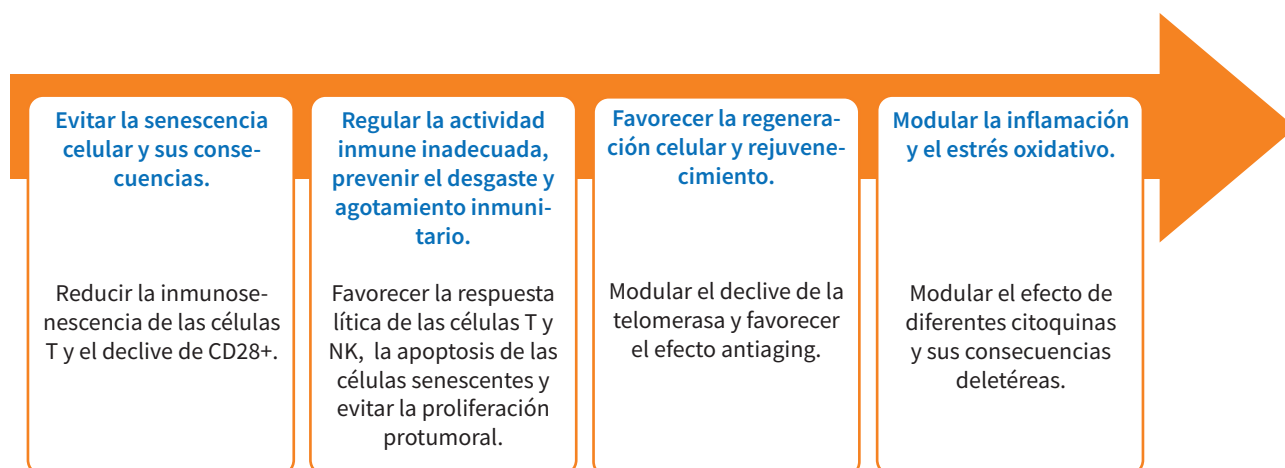 Evitar la senescencia
celular y sus conse-
cuencias.
Reducir la inmunose-
nescencia de las células
T y el declive de CD28+.
Regular la actividad
inmune inadecuada,
prevenir el desgaste y
agotamiento inmuni-
tario.
Favorecer la respuesta
lítica de las células T y
NK, la apoptosis de las
células senescentes y
evitar la proliferación
protumoral.
Favorecer la regenera-
ción celular y rejuvene-
cimiento.
Modular el declive de la
telomerasa y favorecer
el efecto antiaging.
Modular la inflamación
y el estrés oxidativo.
Modular el efecto de
diferentes citoquinas
y sus consecuencias
deletéreas.